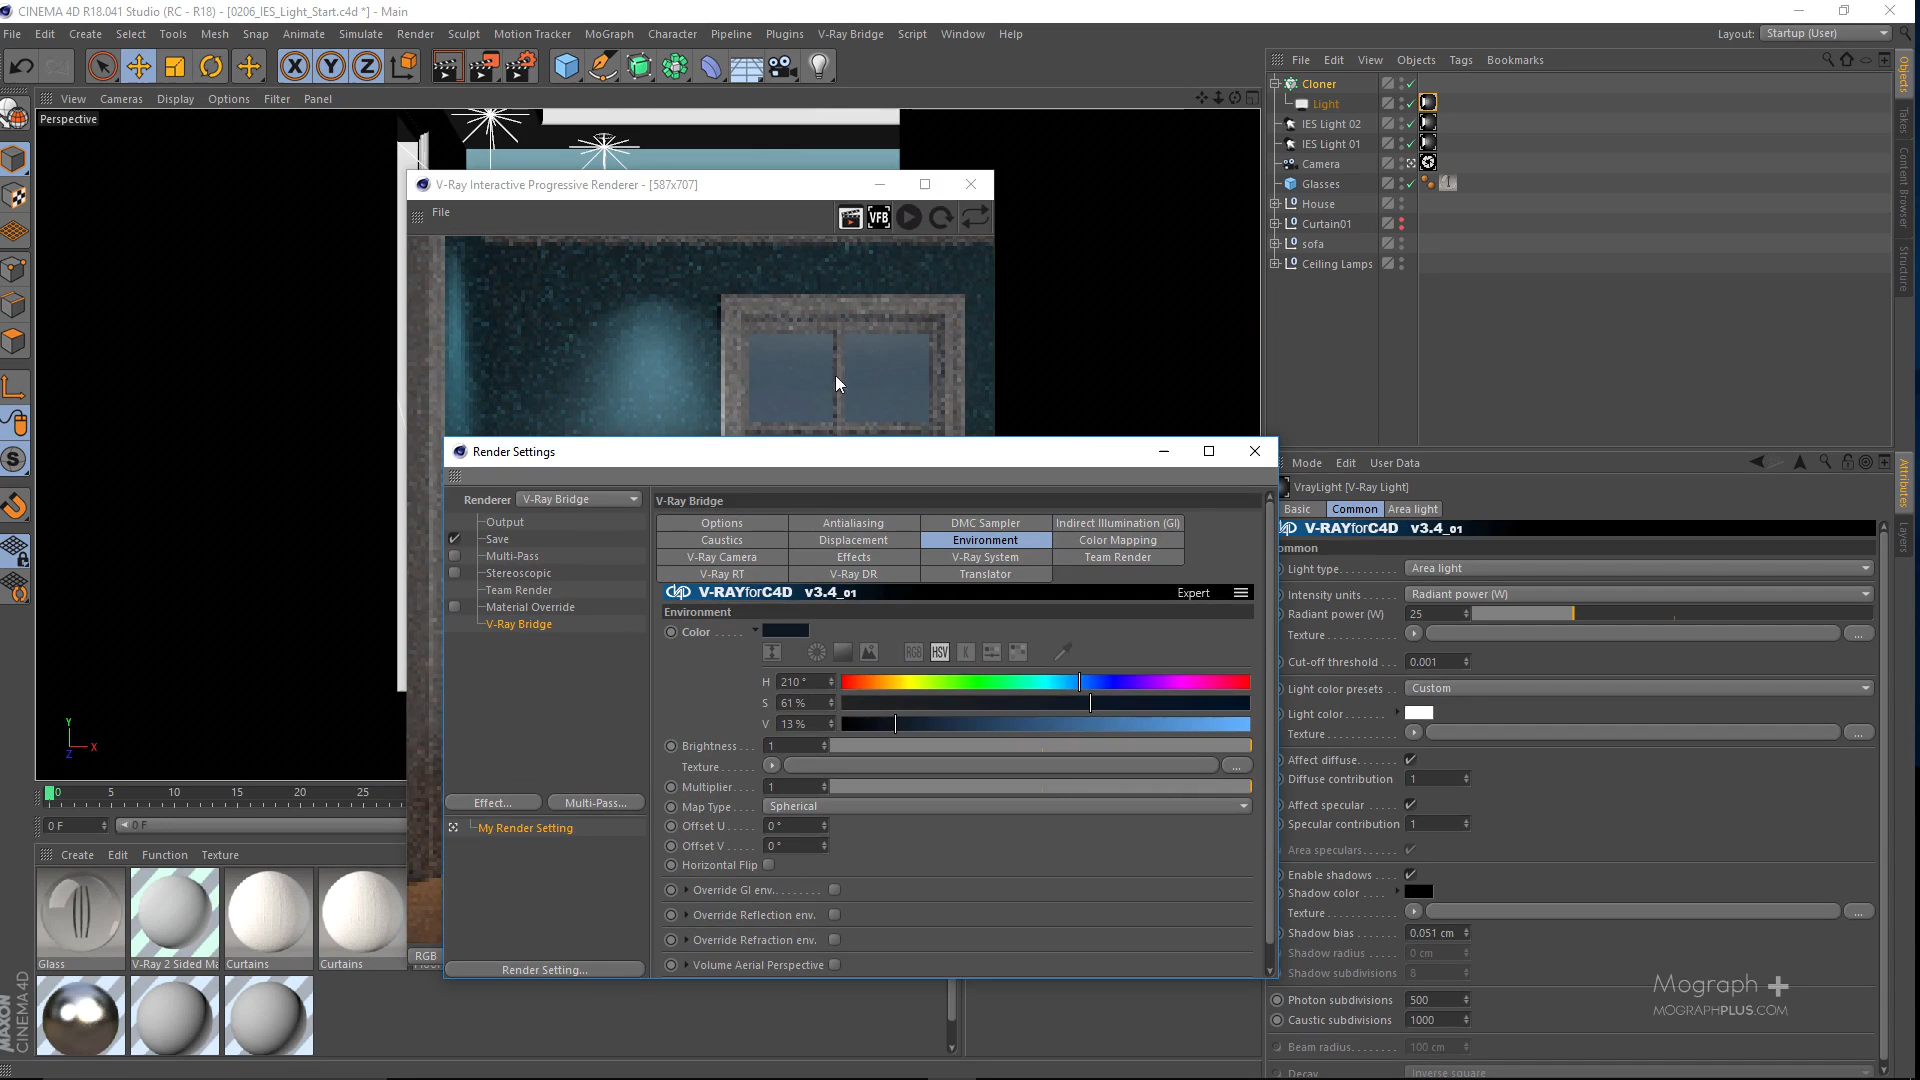 CINEMA 4D R18.041 Studio (RC - R18) - [0206_IES_Light_Start.c4d *] - Main
File Edit Create Select Tools Mesh Snap Animate Simulate Render Sculpt Motion Tracker MoGraph Character Pipeline Plugins V-Ray Bridge Script Window Help
Layout: Startup (User)
X Y Z
File Edit View Objects Tags Bookmarks
View Cameras Display Options Filter Panel
Perspective
Cloner
Light
IES Light 02
IES Light 01
Camera
Glasses
House
Curtain01
sofa
Ceiling Lamps
Objects
Takes
Content Browser
Structure
V-Ray Interactive Progressive Renderer - [587x707]
File
VFB
Render Settings
Renderer V-Ray Bridge
Output
Save
Multi-Pass
Stereoscopic
Team Render
Material Override
V-Ray Bridge
Effect... Multi-Pass...
My Render Setting
Render Setting...
V-Ray Bridge
Options Antialiasing DMC Sampler Indirect Illumination (GI)
Caustics Displacement Environment Color Mapping
V-Ray Camera Effects V-Ray System Team Render
V-Ray RT V-Ray DR Translator
V-RAYforC4D v3.4_01 Expert
Environment
Color . . . . .
RGB HSV K
H 210 °
S 61 %
V 13 %
Brightness . . . 1
Texture . . . . . . ...
Multiplier . . . . 1
Map Type . . . . Spherical
Offset U . . . . . 0 °
Offset V . . . . . 0 °
Horizontal Flip
Override GI env. . . . . . . . .
Override Reflection env.
Override Refraction env.
Volume Aerial Perspective
Mode Edit User Data
VrayLight [V-Ray Light]
Basic Common Area light
V-RAYforC4D v3.4_01
ommon
Light type. . . . . . . . . . Area light
Intensity units . . . . . . Radiant power (W)
Radiant power (W) 25
Texture . . . . . . . . . . . ...
Cut-off threshold . . . 0.001
Light color presets . . Custom
Light color . . . . . . .
Texture . . . . . . . . . . . ...
Affect diffuse. . . . . . .
Diffuse contribution 1
Affect specular . . . . .
Specular contribution 1
Area speculars. . . . . .
Enable shadows . . . .
Shadow color . . . . .
Texture . . . . . . . . . . . ...
Shadow bias . . . . . . 0.051 cm
Shadow radius . . . . 0 cm
Shadow subdivisions 8
Photon subdivisions 500
Caustic subdivisions 1000
Beam radius. . . . . . . . 100 cm
Decay Inverse square
Attributes
Layers
Y
X
Z
0 5 10 15 20 25
0 F 0 F
Create Edit Function Texture
Glass V-Ray 2 Sided Ma Curtains Curtains
RGB
MAXON
CINEMA 4D
Mograph +
MOGRAPHPLUS.COM